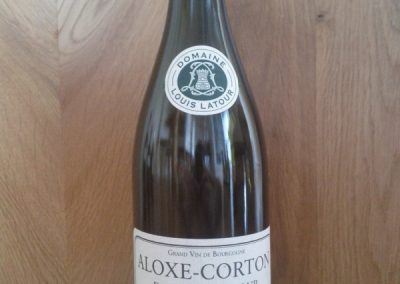 DOMAINE
LOUIS LATOUR
GRAND VIN DE BOURGOGNE
ALOXE-CORTON